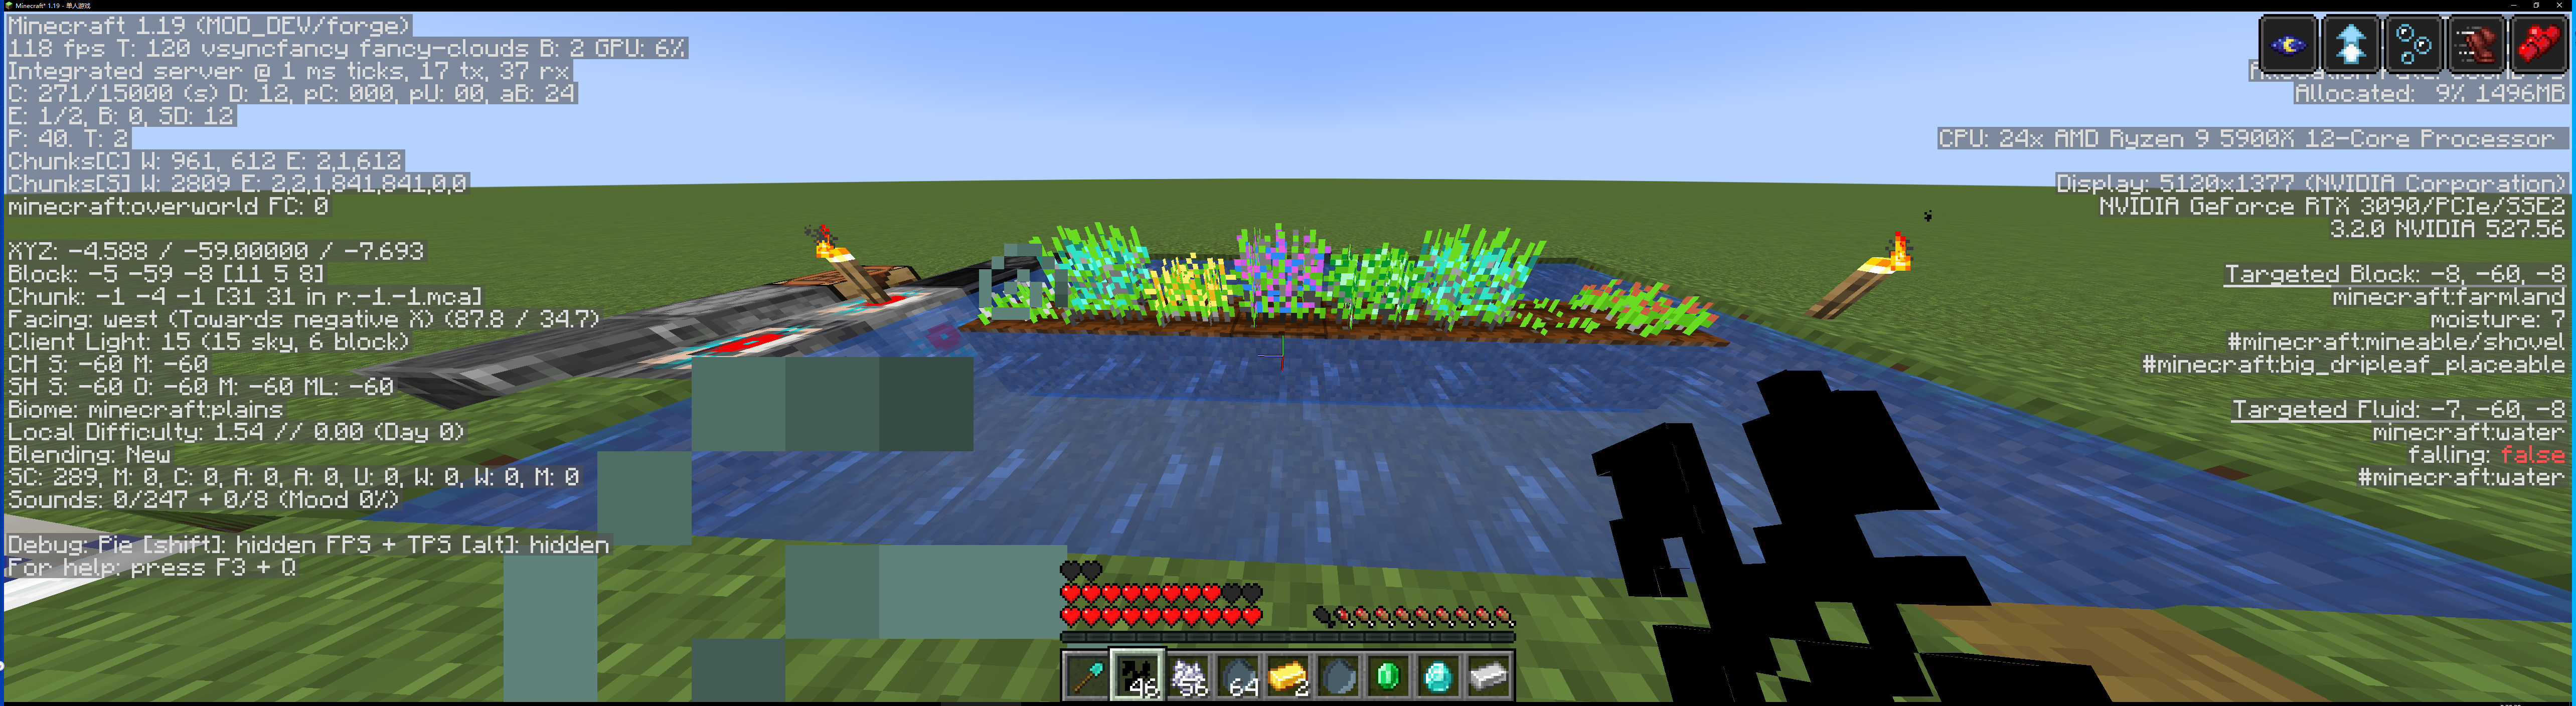 Minecraft* 1.19 - 单人游戏
Minecraft 1.19 (MOD_DEV/forge)
118 fps T: 120 vsyncfancy fancy-clouds B: 2 GPU: 6%
Integrated server @ 1 ms ticks, 17 tx, 37 rx
C: 271/15000 (s) D: 12, pC: 000, pU: 00, aB: 24
E: 1/2, B: 0, SD: 12
P: 40. T: 2
Chunks[C] W: 961, 612 E: 2,1,612
Chunks[S] W: 2809 E: 2,2,1,841,841,0,0
minecraft:overworld FC: 0
XYZ: -4.588 / -59.00000 / -7.693
Block: -5 -59 -8 [11 5 8]
Chunk: -1 -4 -1 [31 31 in r.-1.-1.mca]
Facing: west (Towards negative X) (87.8 / 34.7)
Client Light: 15 (15 sky, 6 block)
CH S: -60 M: -60
SH S: -60 O: -60 M: -60 ML: -60
Biome: minecraft:plains
Local Difficulty: 1.54 // 0.00 (Day 0)
Blending: New
SC: 289, M: 0, C: 0, A: 0, A: 0, U: 0, W: 0, W: 0, M: 0
Sounds: 0/247 + 0/8 (Mood 0%)
Debug: Pie [shift]: hidden FPS + TPS [alt]: hidden
For help: press F3 + Q
Allocated: 9% 1496MB
CPU: 24x AMD Ryzen 9 5900X 12-Core Processor
Display: 5120x1377 (NVIDIA Corporation)
NVIDIA GeForce RTX 3090/PCIe/SSE2
3.2.0 NVIDIA 527.56
Targeted Block: -8, -60, -8
minecraft:farmland
moisture: 7
#minecraft:mineable/shovel
#minecraft:big_dripleaf_placeable
Targeted Fluid: -7, -60, -8
minecraft:water
falling: false
#minecraft:water
46
56
64
2